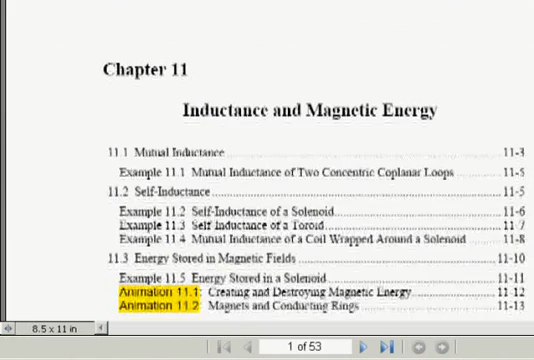 Chapter 11
Inductance and Magnetic Energy
11.1 Mutual Inductance 11-3
Example 11.1 Mutual Inductance of Two Concentric Coplanar Loops 11-5
11.2 Self-Inductance 11-5
Example 11.2 Self-Inductance of a Solenoid 11-6
Example 11.3 Self Inductance of a Toroid 11 7
Example 11 4 Mutual Inductance of a Coil Wrapped Around a Solenoid 11-8
11.3 Energy Stored in Magnetic Fields 11-10
Example 11.5 Energy Stored in a Solenoid 11-11
Animation 11.1: Creating and Destroying Magnetic Energy 11-12
Animation 11.2: Magnets and Conducting Rings 11-13
8.5 x 11 in
1 of 53